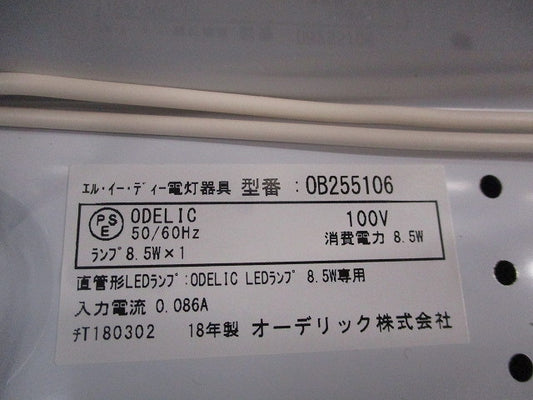 エル・イー・ディー電灯器具 型番 : OB255106
PSE ODELIC 100V
50/60Hz 消費電力 8.5W
ランプ 8.5W×1
直管形LEDランプ:ODELIC LEDランプ 8.5W専用
入力電流 0.086A
チT180302 18年製 オーデリック株式会社